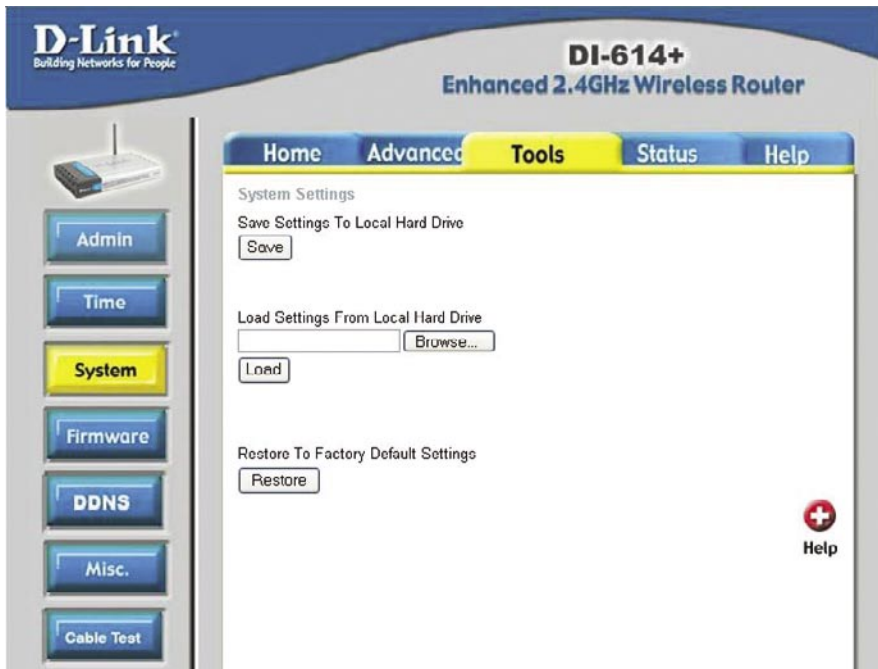 D-Link
Building Networks for People
DI-614+
Enhanced 2.4GHz Wireless Router
Home Advanced Tools Status Help
System Settings
Save Settings To Local Hard Drive
Save
Load Settings From Local Hard Drive
Browse...
Load
Restore To Factory Default Settings
Restore
Help
Admin
Time
System
Firmware
DDNS
Misc.
Cable Test